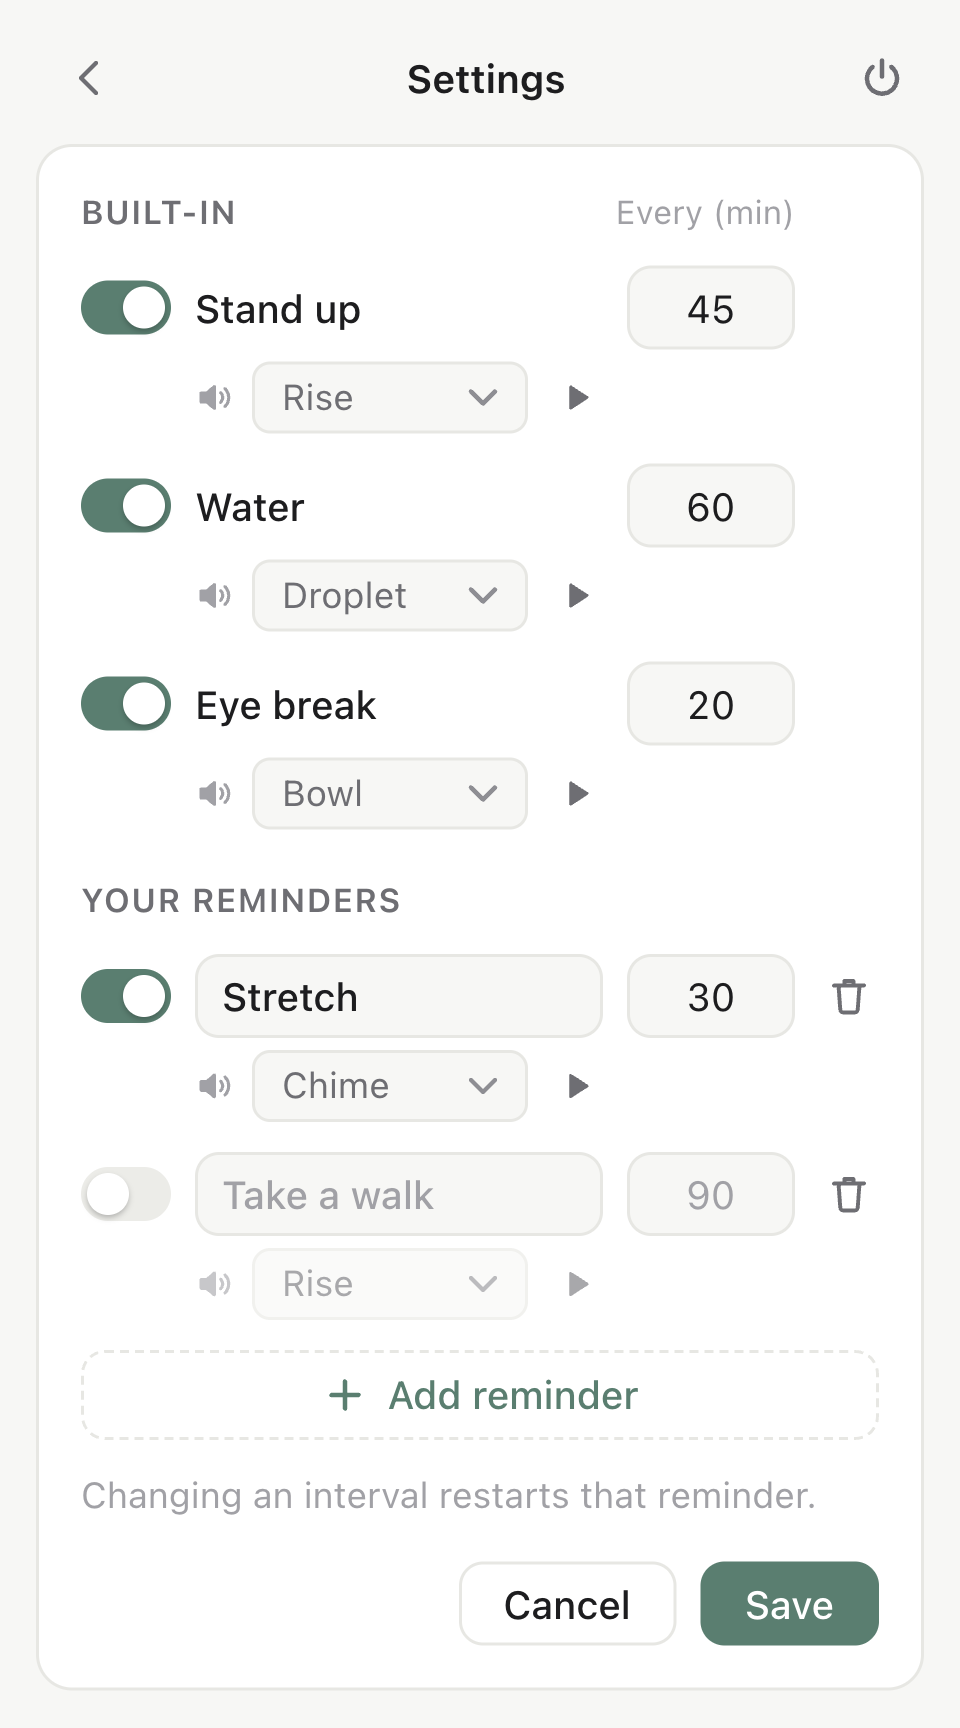 Settings
BUILT-IN Every (min)
Stand up 45
Rise
Water 60
Droplet
Eye break 20
Bowl
YOUR REMINDERS
Stretch 30
Chime
Take a walk 90
Rise
Add reminder
Changing an interval restarts that reminder.
Cancel Save